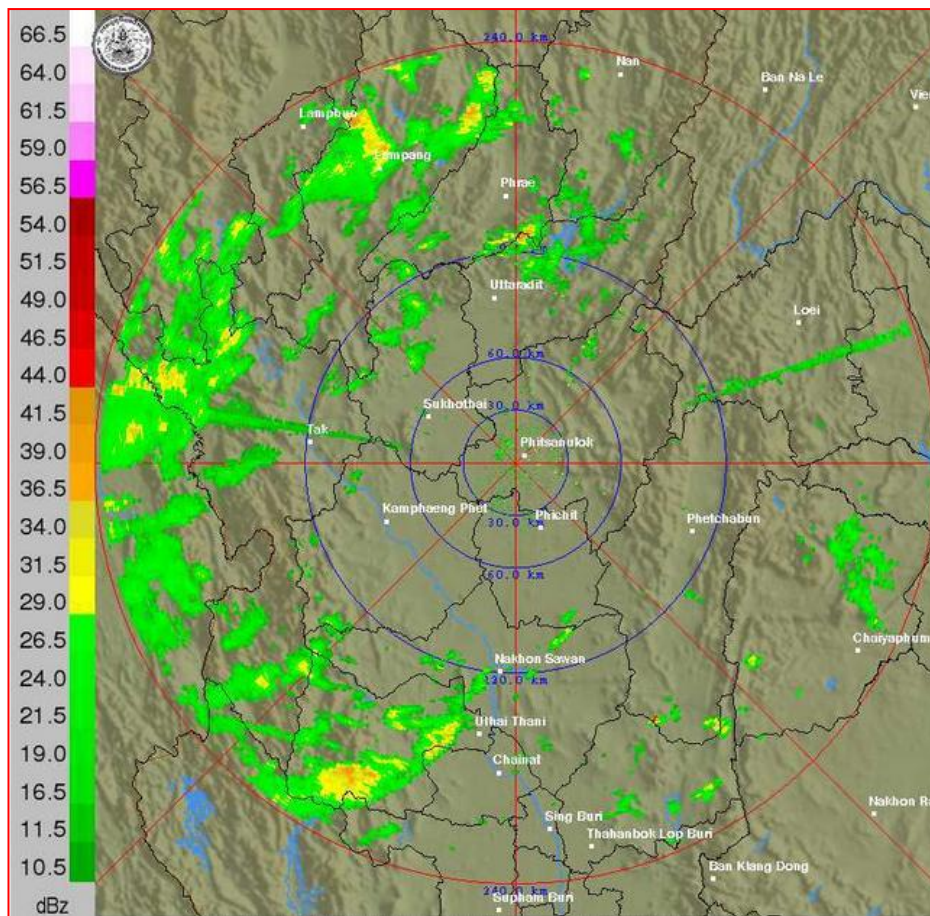 66.5
64.0
61.5
59.0
56.5
54.0
51.5
49.0
46.5
44.0
41.5
39.0
36.5
34.0
31.5
29.0
26.5
24.0
21.5
19.0
16.5
11.5
10.5
dBz
240.0 km
Nan
Ban Na Le
Lamphun
Lampang
Phrae
Uttaradit
Loei
60.0 km
Sukhothai
30.0 km
Tak
Phitsanulok
Kamphaeng Phet
30.0 km
Phichit
Phetchabun
60.0 km
Chaiyaphum
Nakhon Sawan
120.0 km
Uthai Thani
Chainat
Nakhon Ra
Sing Buri
Thahanbok Lop Buri
Ban Klang Dong
240.0 km
Supham Buri